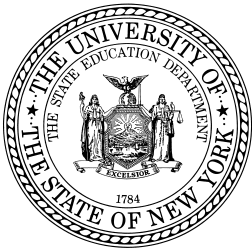 THE UNIVERSITY OF
THE STATE OF NEW YORK
THE STATE EDUCATION DEPARTMENT
EXCELSIOR
1784